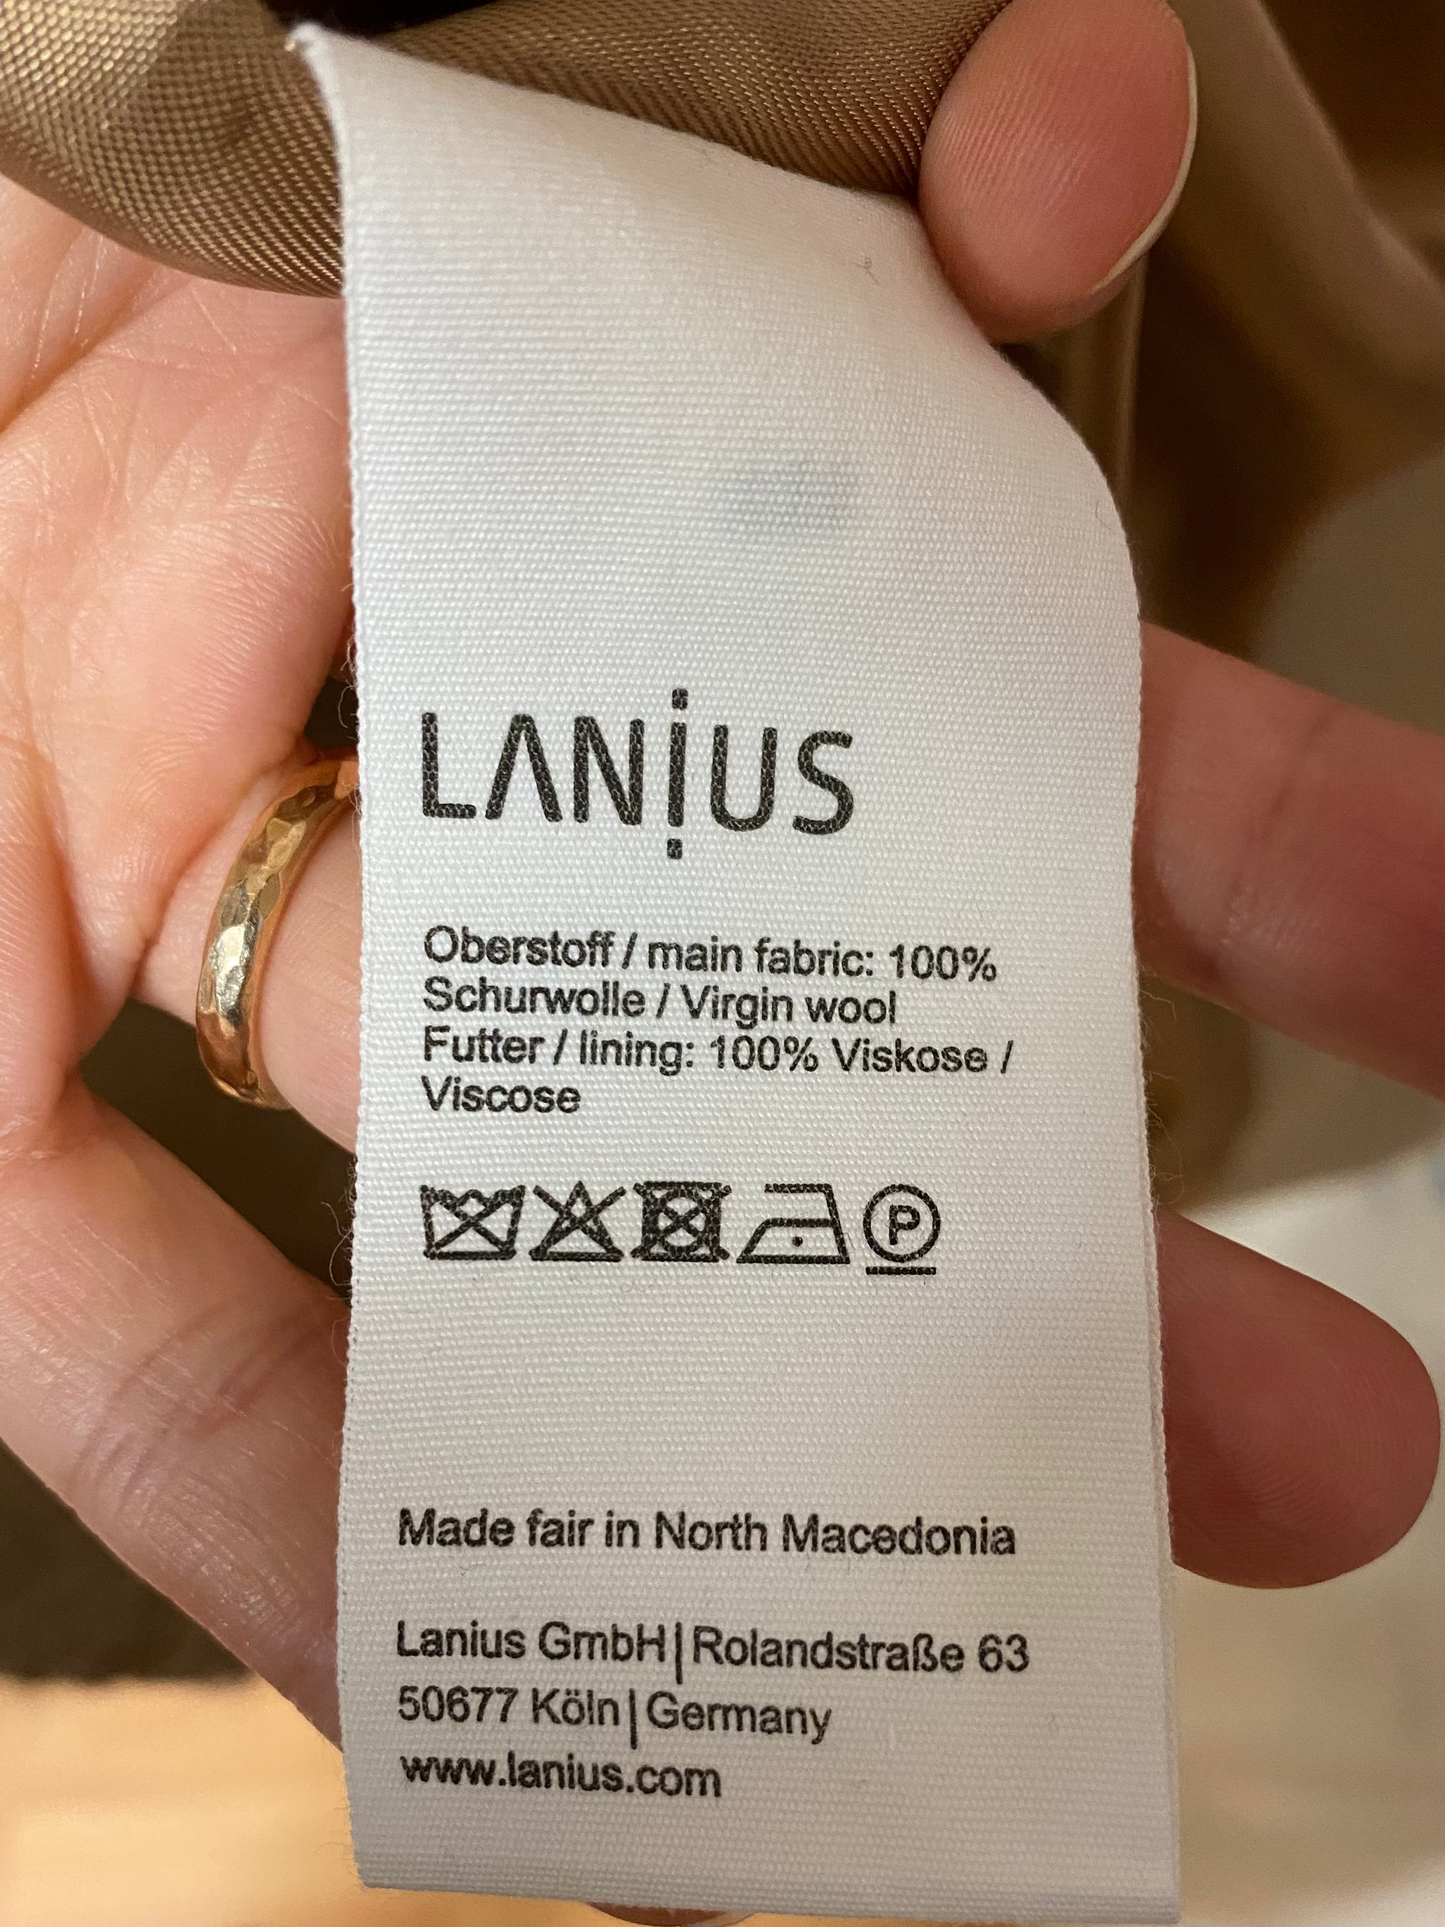 LANIUS
Oberstoff / main fabric: 100%
Schurwolle / Virgin wool
Futter / lining: 100% Viskose /
Viscose
P
Made fair in North Macedonia
Lanius GmbH|Rolandstraße 63
50677 Köln|Germany
www.lanius.com